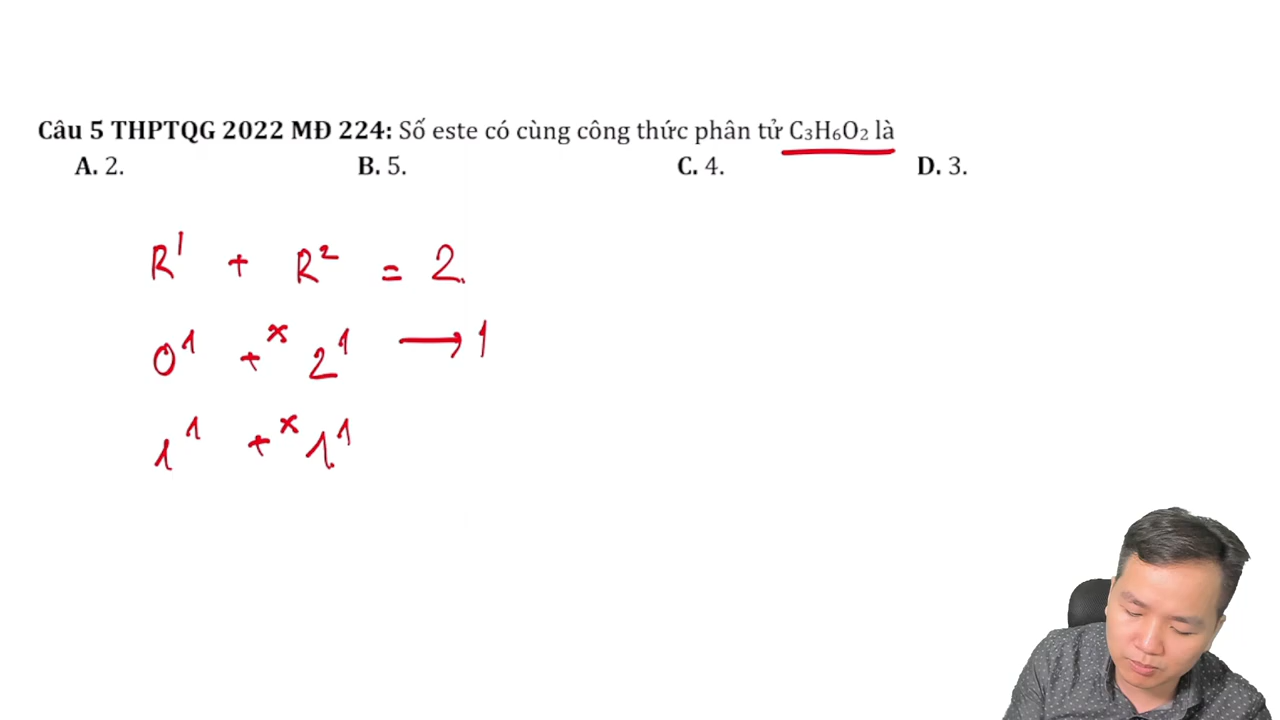 Câu 5 THPTQG 2022 MĐ 224: Số este có cùng công thức phân tử C₃H₆O₂ là
A. 2. B. 5. C. 4. D. 3.
R¹ + R² = 2.
0¹ +ˣ 2¹ → 1
1¹ +ˣ 1¹